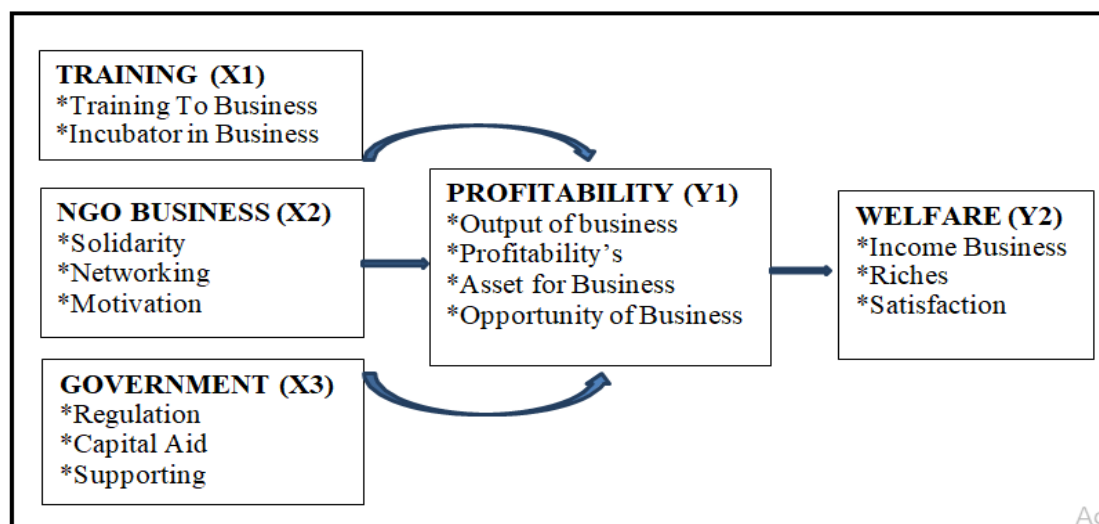 TRAINING (X1)
*Training To Business
*Incubator in Business
NGO BUSINESS (X2)
*Solidarity
*Networking
*Motivation
GOVERNMENT (X3)
*Regulation
*Capital Aid
*Supporting
PROFITABILITY (Y1)
*Output of business
*Profitability’s
*Asset for Business
*Opportunity of Business
WELFARE (Y2)
*Income Business
*Riches
*Satisfaction